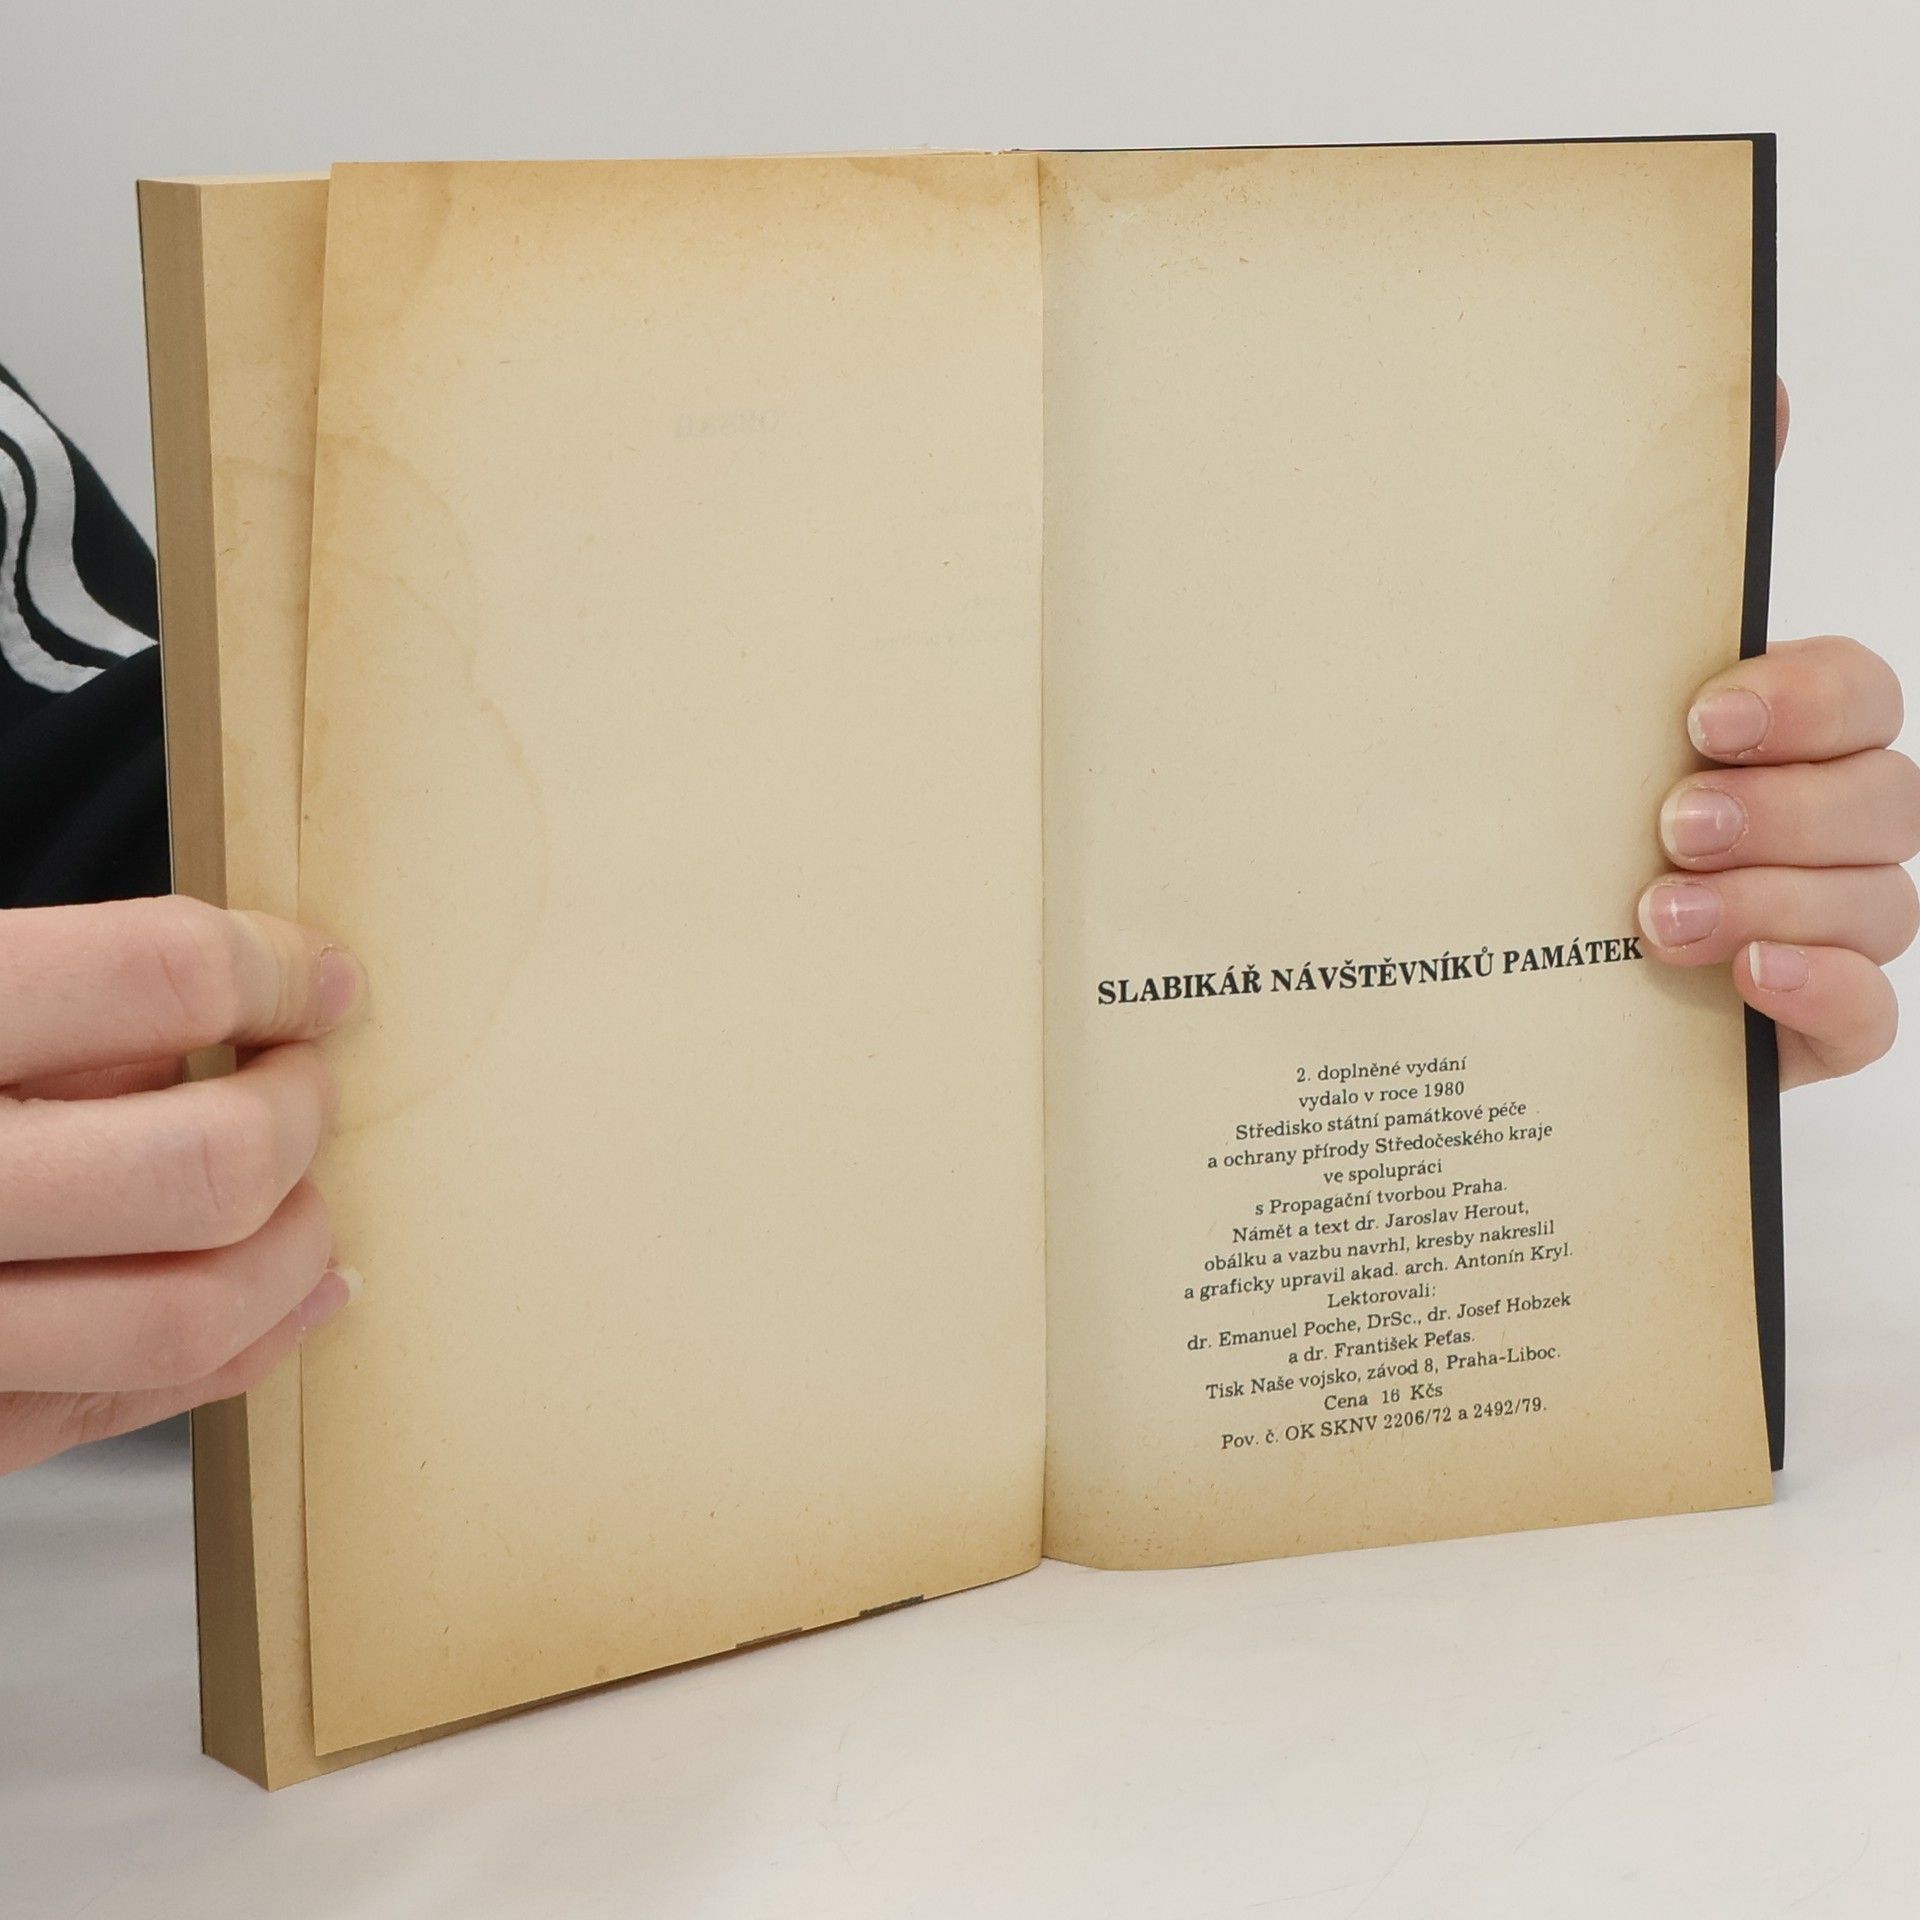 SLABIKÁŘ NÁVŠTĚVNÍKŮ PAMÁTEK
2. doplněné vydání
vydalo v roce 1980
Středisko státní památkové péče
a ochrany přírody Středočeského kraje
ve spolupráci
s Propagační tvorbou Praha.
Námět a text dr. Jaroslav Herout,
obálku a vazbu navrhl, kresby nakreslil
a graficky upravil akad. arch. Antonín Kryl.
Lektorovali:
dr. Emanuel Poche, DrSc., dr. Josef Hobzek
a dr. František Peťas.
Tisk Naše vojsko, závod 8, Praha-Liboc.
Cena 16 Kčs
Pov. č. OK SKNV 2206/72 a 2492/79.